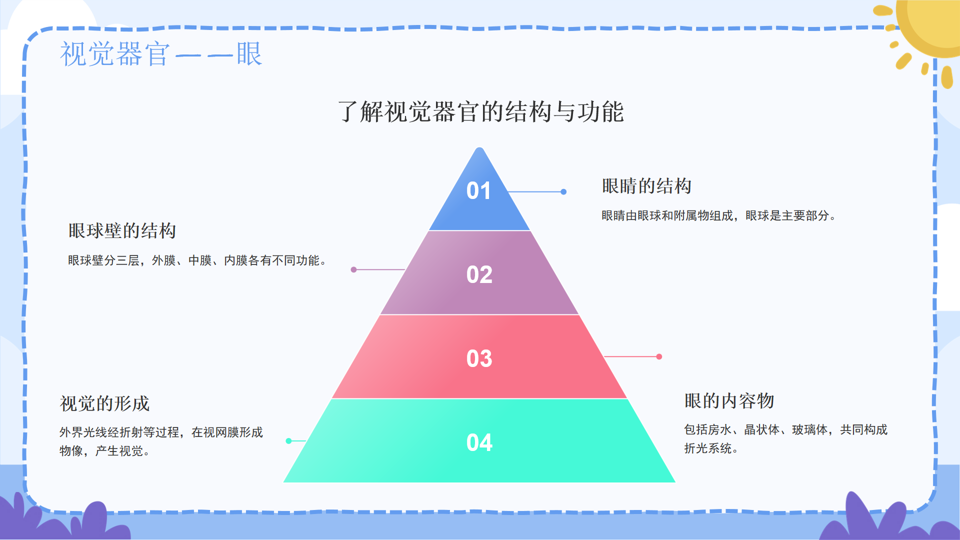 视觉器官——眼
了解视觉器官的结构与功能
01
眼睛的结构
眼睛由眼球和附属物组成，眼球是主要部分。
眼球壁的结构
眼球壁分三层，外膜、中膜、内膜各有不同功能。
02
03
眼的内容物
包括房水、晶状体、玻璃体，共同构成
折光系统。
视觉的形成
外界光线经折射等过程，在视网膜形成
物像，产生视觉。
04